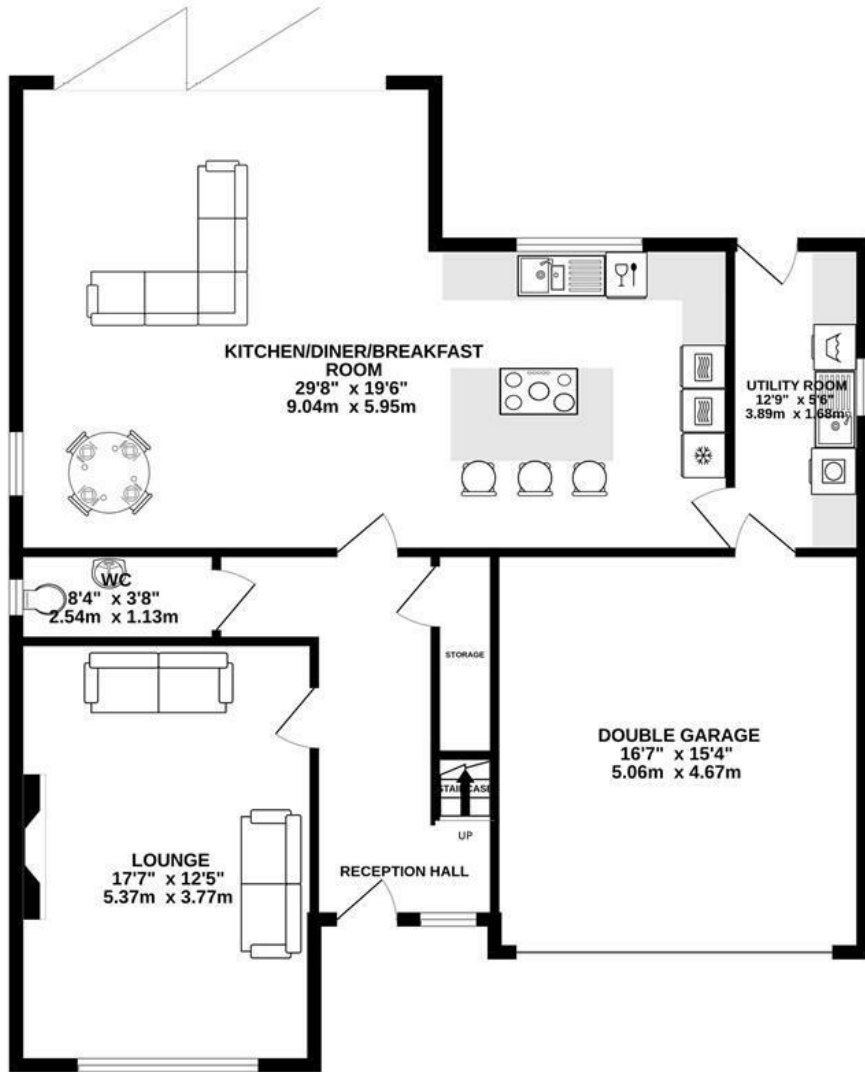 KITCHEN/DINER/BREAKFAST
ROOM
29'8" x 19'6"
9.04m x 5.95m
UTILITY ROOM
12'9" x 5'6"
3.89m x 1.68m
WC
8'4" x 3'8"
2.54m x 1.13m
STORAGE
DOUBLE GARAGE
16'7" x 15'4"
5.06m x 4.67m
STAIRCASE
UP
LOUNGE
17'7" x 12'5"
5.37m x 3.77m
RECEPTION HALL